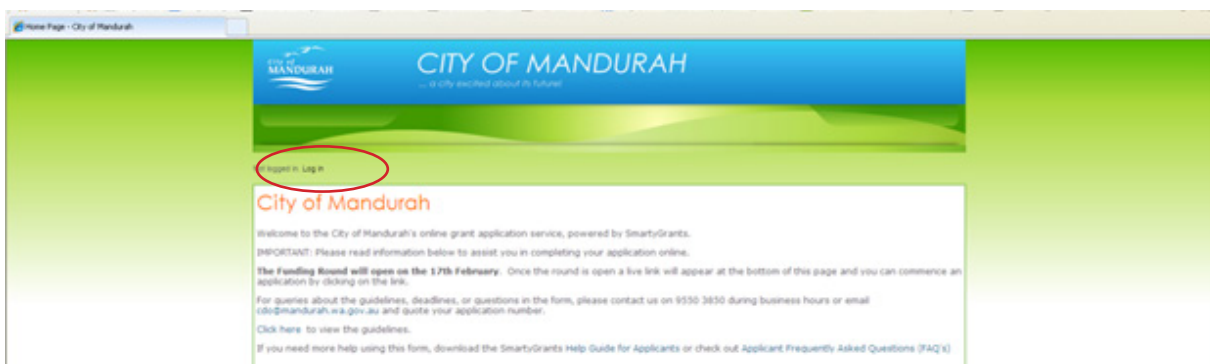 Home Page - City of Mandurah
City of
MANDURAH
CITY OF MANDURAH
... a city excited about its future!
logged in. Log in
City of Mandurah
Welcome to the City of Mandurah's online grant application service, powered by SmartyGrants.
IMPORTANT: Please read information below to assist you in completing your application online.
The Funding Round will open on the 17th February. Once the round is open a live link will appear at the bottom of this page and you can commence an
application by clicking on the link.
For queries about the guidelines, deadlines, or questions in the form, please contact us on 9550 3850 during business hours or email
cdo@mandurah.wa.gov.au and quote your application number.
Click here to view the guidelines.
If you need more help using this form, download the SmartyGrants Help Guide for Applicants or check out Applicant Frequently Asked Questions (FAQ's)